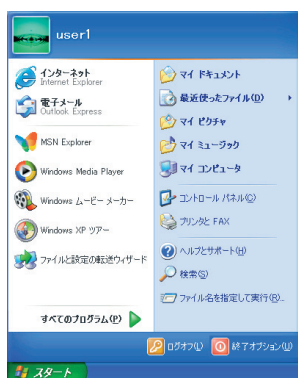 user1
インターネット
Internet Explorer
電子メール
Outlook Express
MSN Explorer
Windows Media Player
Windows ムービー メーカー
Windows XP ツアー
ファイルと設定の転送ウィザード
すべてのプログラム(P)
マイ ドキュメント
最近使ったファイル(D)
マイ ピクチャ
マイ ミュージック
マイ コンピュータ
コントロール パネル(C)
プリンタと FAX
ヘルプとサポート(H)
検索(S)
ファイル名を指定して実行(R)...
ログオフ(L)
終了オプション(U)
スタート